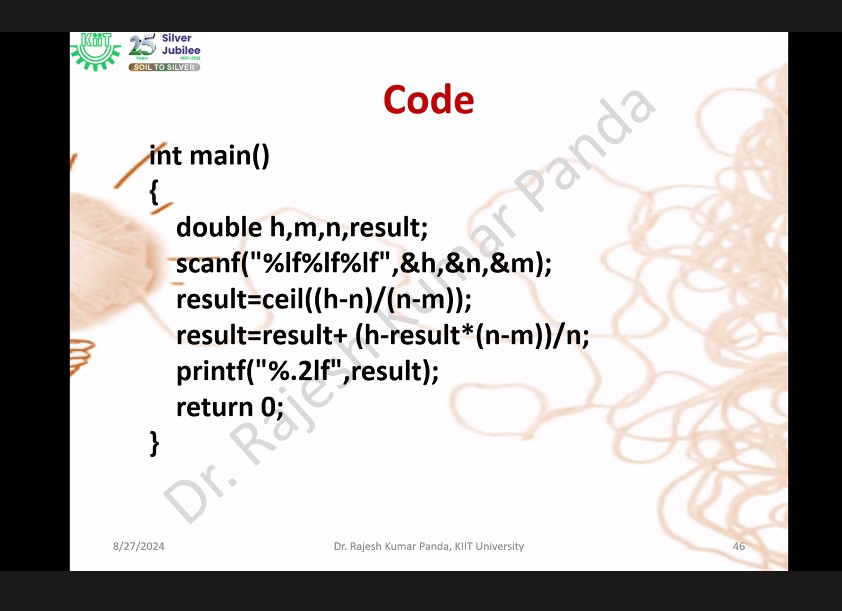 KIIT
25 Silver Jubilee
Years 1997-2022
SOIL TO SILVER
Code
int main()
{
double h,m,n,result;
scanf("%lf%lf%lf",&h,&n,&m);
result=ceil((h-n)/(n-m));
result=result+ (h-result*(n-m))/n;
printf("%.2lf",result);
return 0;
}
Dr. Rajesh Kumar Panda
8/27/2024
Dr. Rajesh Kumar Panda, KIIT University
46